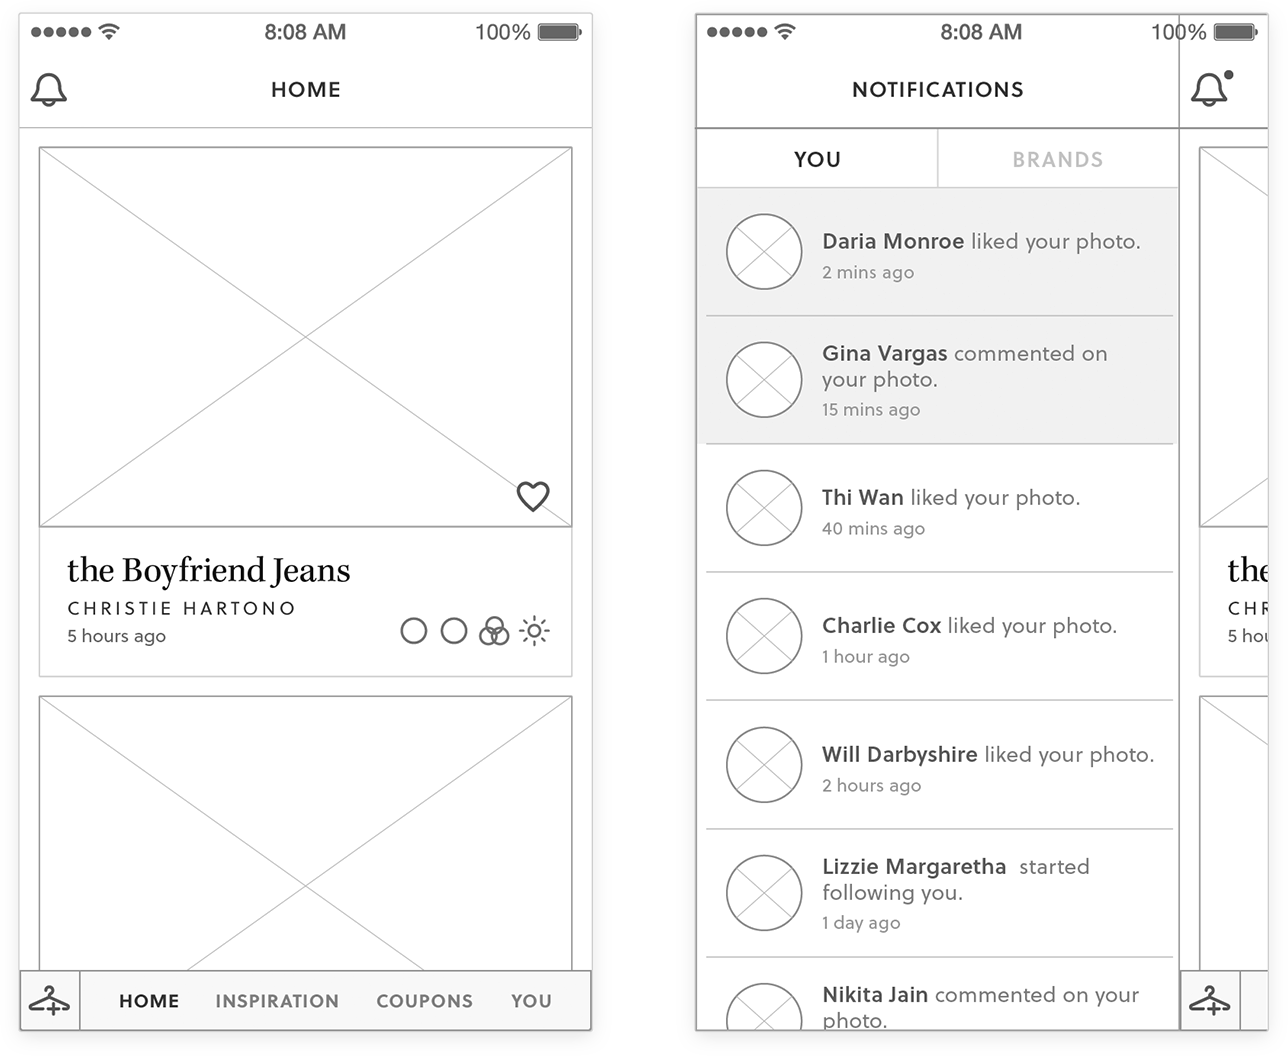 8:08 AM
100%
HOME
the Boyfriend Jeans
CHRISTIE HARTONO
5 hours ago
HOME
INSPIRATION
COUPONS
YOU
8:08 AM
100%
NOTIFICATIONS
YOU
BRANDS
Daria Monroe liked your photo.
2 mins ago
Gina Vargas commented on
your photo.
15 mins ago
Thi Wan liked your photo.
40 mins ago
Charlie Cox liked your photo.
1 hour ago
Will Darbyshire liked your photo.
2 hours ago
Lizzie Margaretha started
following you.
1 day ago
Nikita Jain commented on your
photo.
the
CHR
5 hou